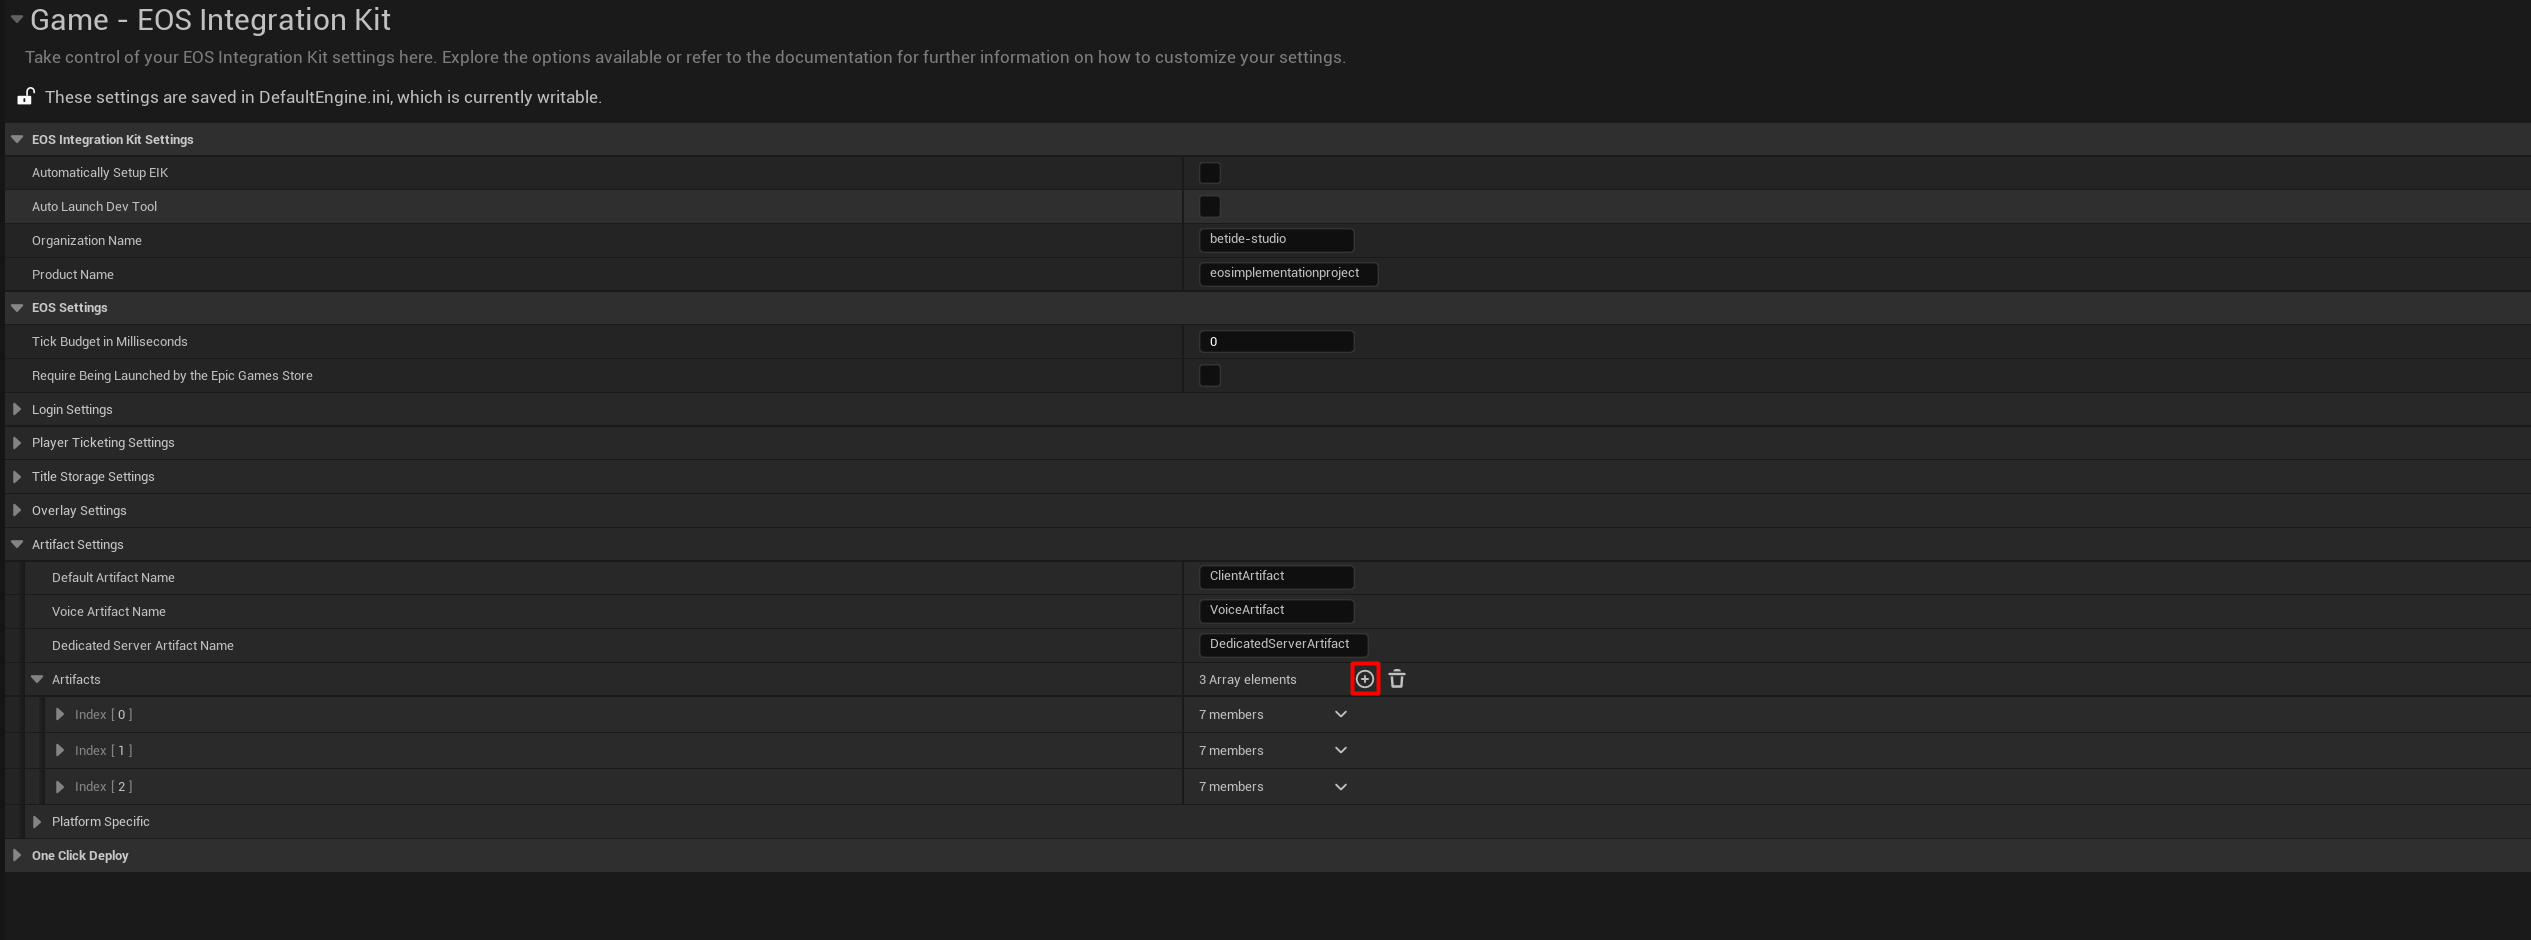 Game - EOS Integration Kit
Take control of your EOS Integration Kit settings here. Explore the options available or refer to the documentation for further information on how to customize your settings.
These settings are saved in DefaultEngine.ini, which is currently writable.
EOS Integration Kit Settings
Automatically Setup EIK
Auto Launch Dev Tool
Organization Name betide-studio
Product Name eosimplementationproject
EOS Settings
Tick Budget in Milliseconds 0
Require Being Launched by the Epic Games Store
Login Settings
Player Ticketing Settings
Title Storage Settings
Overlay Settings
Artifact Settings
Default Artifact Name ClientArtifact
Voice Artifact Name VoiceArtifact
Dedicated Server Artifact Name DedicatedServerArtifact
Artifacts 3 Array elements
Index [ 0 ] 7 members
Index [ 1 ] 7 members
Index [ 2 ] 7 members
Platform Specific
One Click Deploy